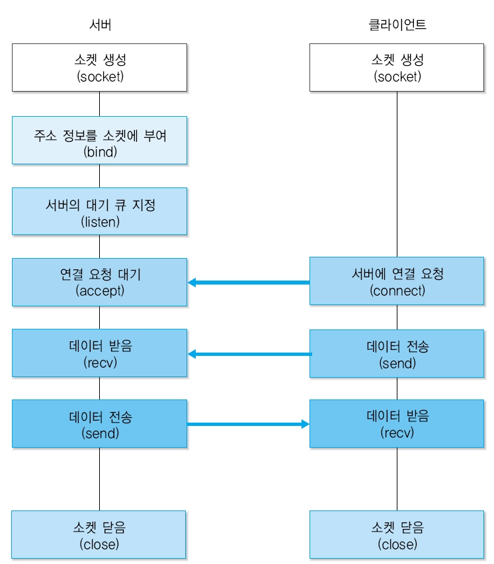 서버
클라이언트
소켓 생성
(socket)
소켓 생성
(socket)
주소 정보를 소켓에 부여
(bind)
서버의 대기 큐 지정
(listen)
연결 요청 대기
(accept)
서버에 연결 요청
(connect)
데이터 받음
(recv)
데이터 전송
(send)
데이터 전송
(send)
데이터 받음
(recv)
소켓 닫음
(close)
소켓 닫음
(close)